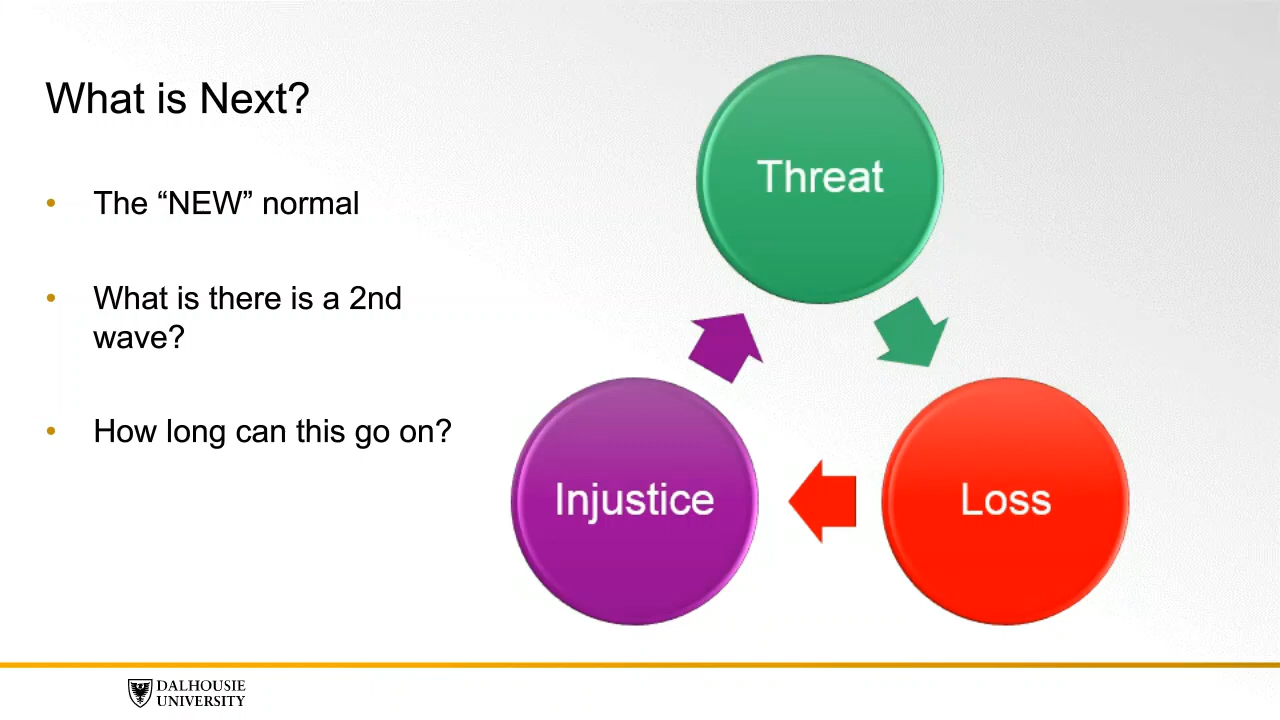 What is Next?
• The “NEW” normal
• What is there is a 2nd
wave?
• How long can this go on?
Threat
Loss
Injustice
DALHOUSIE
UNIVERSITY